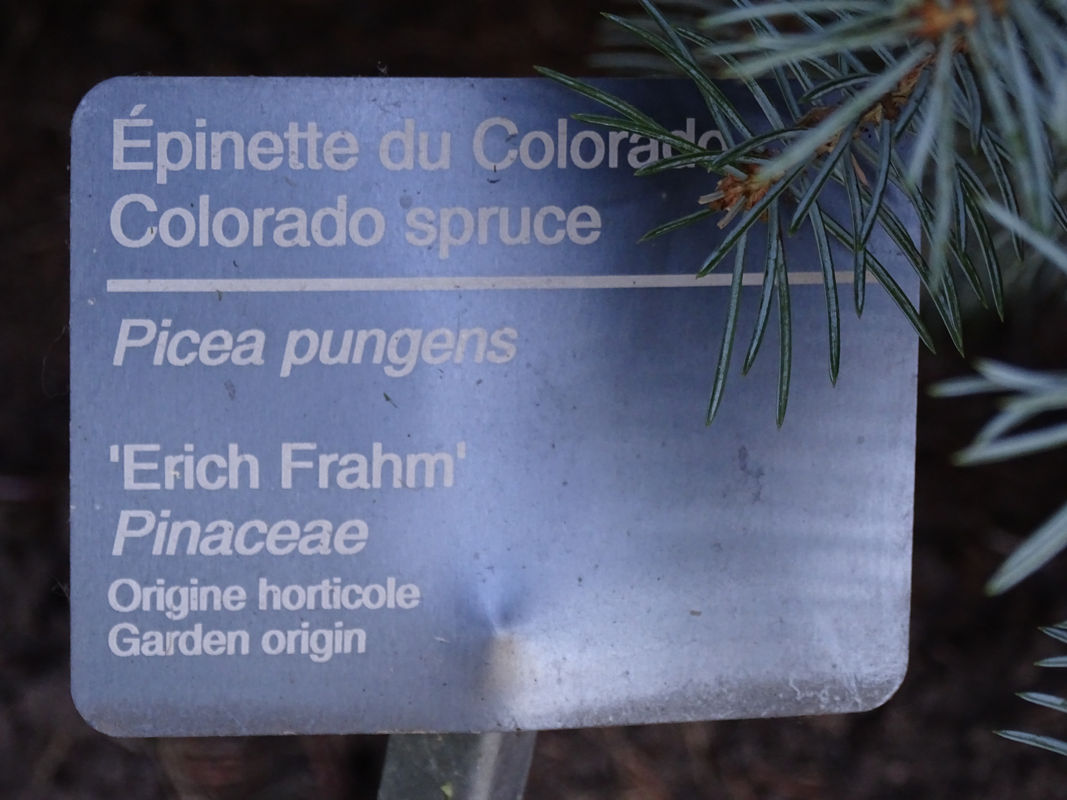 Épinette du Colorado
Colorado spruce
Picea pungens
'Erich Frahm'
Pinaceae
Origine horticole
Garden origin